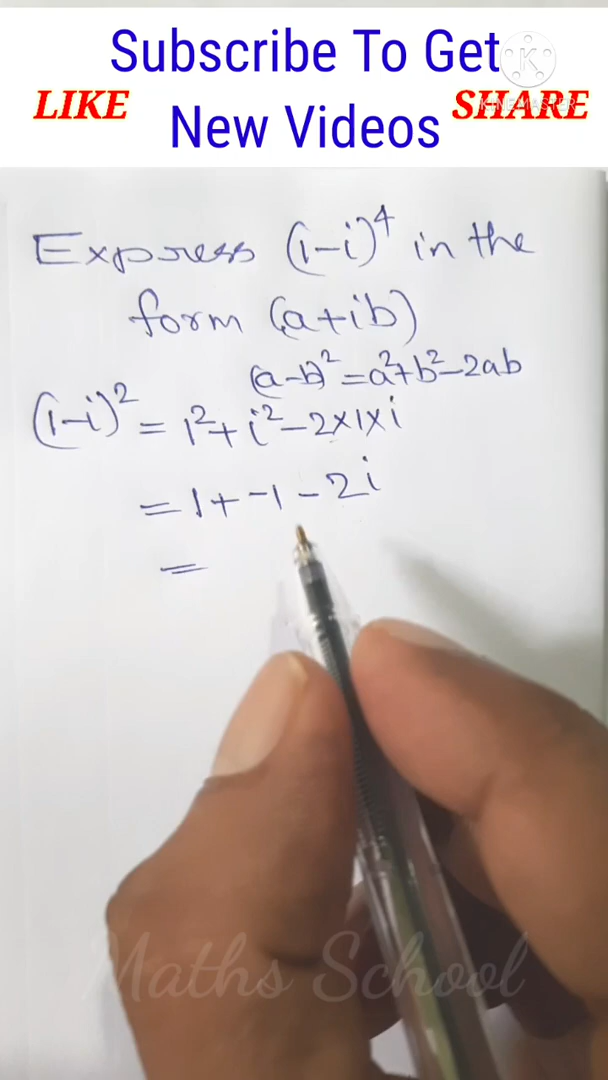 Subscribe To Get
LIKE
SHARE
New Videos
K
KINEMASTER
Express (1-i)⁴ in the
form (a+ib)
(a-b)² = a²+b²-2ab
(1-i)² = 1²+i²-2×1×i
= 1+-1-2i
=
Maths School